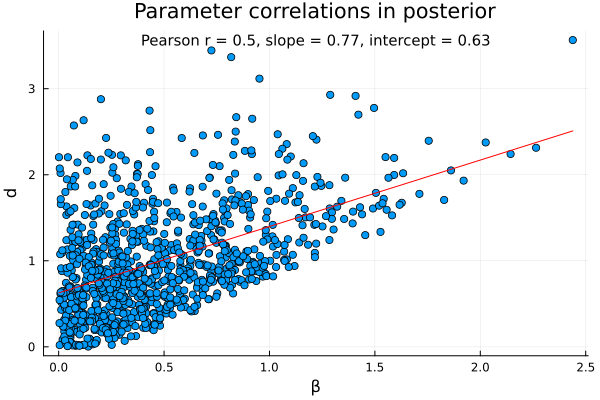 Parameter correlations in posterior
Pearson r = 0.5, slope = 0.77, intercept = 0.63
3
2
1
0
d
0.0 0.5 1.0 1.5 2.0 2.5
β